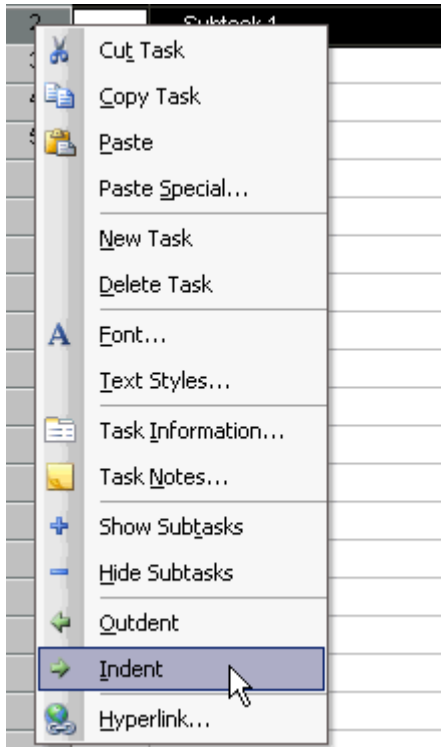 2 Subtask 1
Cut Task
Copy Task
Paste
Paste Special...
New Task
Delete Task
Font...
Text Styles...
Task Information...
Task Notes...
Show Subtasks
Hide Subtasks
Outdent
Indent
Hyperlink...